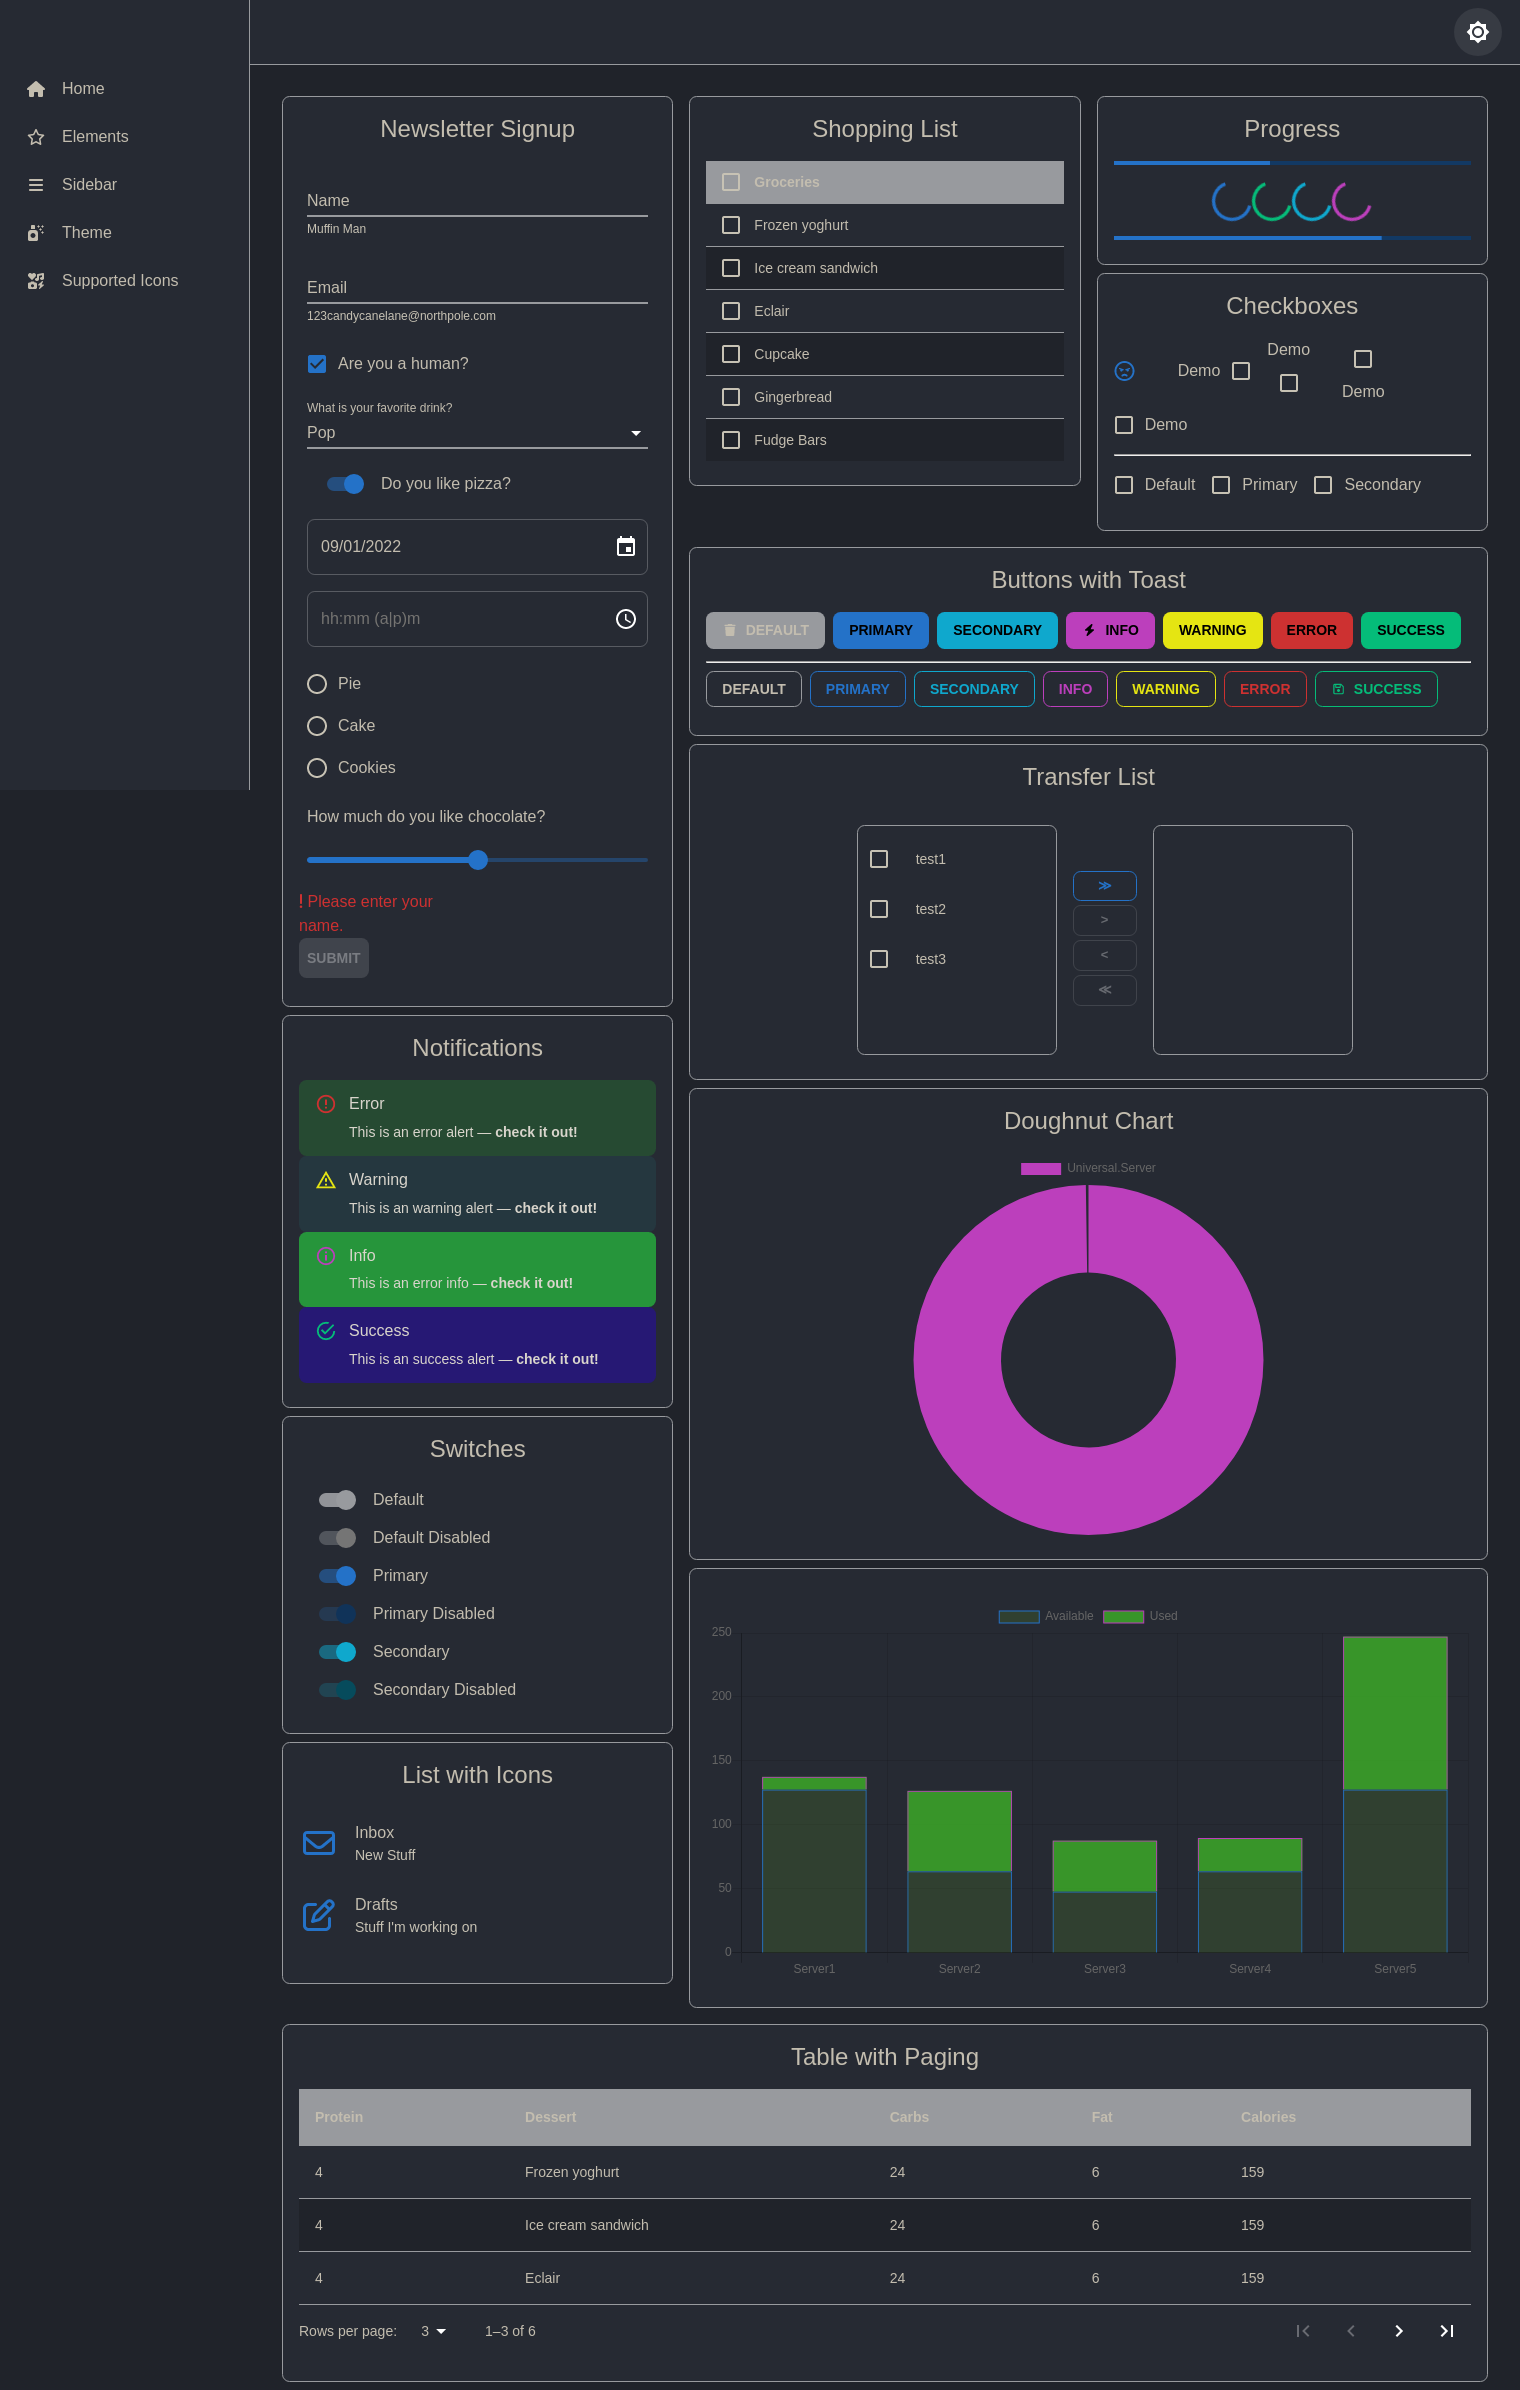 Home
Elements
Sidebar
Theme
Supported Icons
Newsletter Signup
Name
Muffin Man
Email
123candycanelane@northpole.com
Are you a human?
What is your favorite drink?
Pop
Do you like pizza?
09/01/2022
hh:mm (a|p)m
Pie
Cake
Cookies
How much do you like chocolate?
! Please enter your
name.
SUBMIT
Notifications
Error
This is an error alert — check it out!
Warning
This is an warning alert — check it out!
Info
This is an error info — check it out!
Success
This is an success alert — check it out!
Switches
Default
Default Disabled
Primary
Primary Disabled
Secondary
Secondary Disabled
List with Icons
Inbox
New Stuff
Drafts
Stuff I'm working on
Shopping List
Groceries
Frozen yoghurt
Ice cream sandwich
Eclair
Cupcake
Gingerbread
Fudge Bars
Progress
Checkboxes
Demo
Demo
Demo
Demo
Default Primary Secondary
Buttons with Toast
DEFAULT PRIMARY SECONDARY INFO WARNING ERROR SUCCESS
DEFAULT PRIMARY SECONDARY INFO WARNING ERROR SUCCESS
Transfer List
test1
test2
test3
≫
>
<
≪
Doughnut Chart
Universal.Server
Available Used
250
200
150
100
50
0
Server1 Server2 Server3 Server4 Server5
Table with Paging
Protein Dessert Carbs Fat Calories
4 Frozen yoghurt 24 6 159
4 Ice cream sandwich 24 6 159
4 Eclair 24 6 159
Rows per page: 3 1–3 of 6